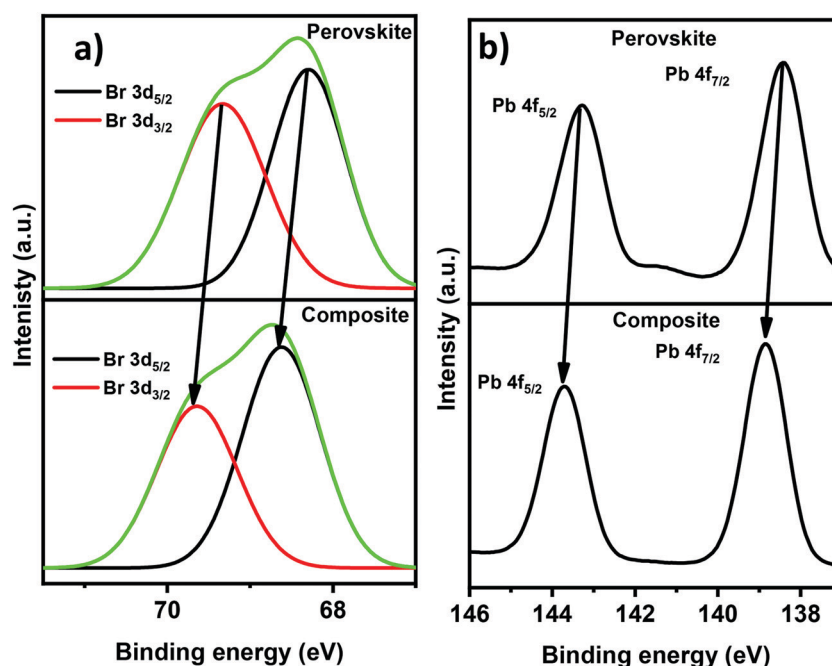 a)
Perovskite
Br 3d5/2
Br 3d3/2
Composite
Br 3d5/2
Br 3d3/2
Intenisty (a.u.)
70
68
Binding energy (eV)
b)
Perovskite
Pb 4f7/2
Pb 4f5/2
Composite
Pb 4f7/2
Pb 4f5/2
Intensity (a.u.)
146
144
142
140
138
Binding energy (eV)